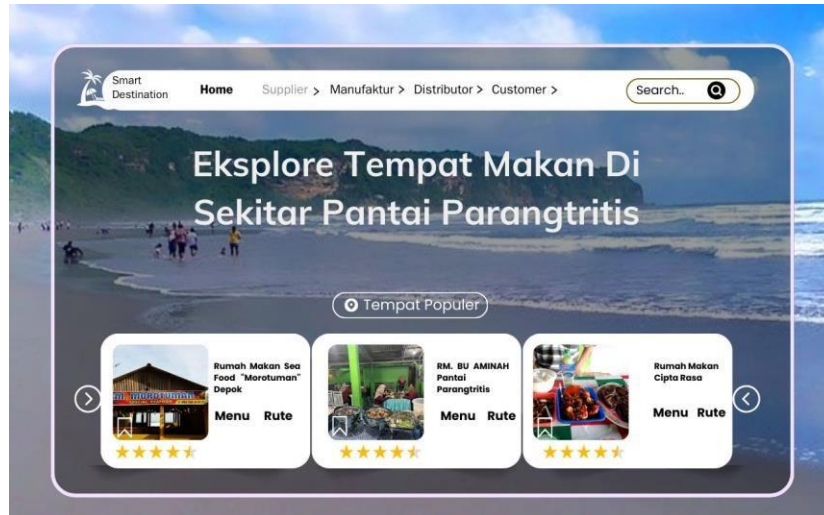 Smart
Destination
Home Supplier > Manufaktur > Distributor > Customer >
Search..
Eksplore Tempat Makan Di
Sekitar Pantai Parangtritis
Tempat Populer
Rumah Makan Sea
Food "Morotuman"
Depok
Menu Rute
RM. BU AMINAH
Pantai
Parangtritis
Menu Rute
Rumah Makan
Cipta Rasa
Menu Rute